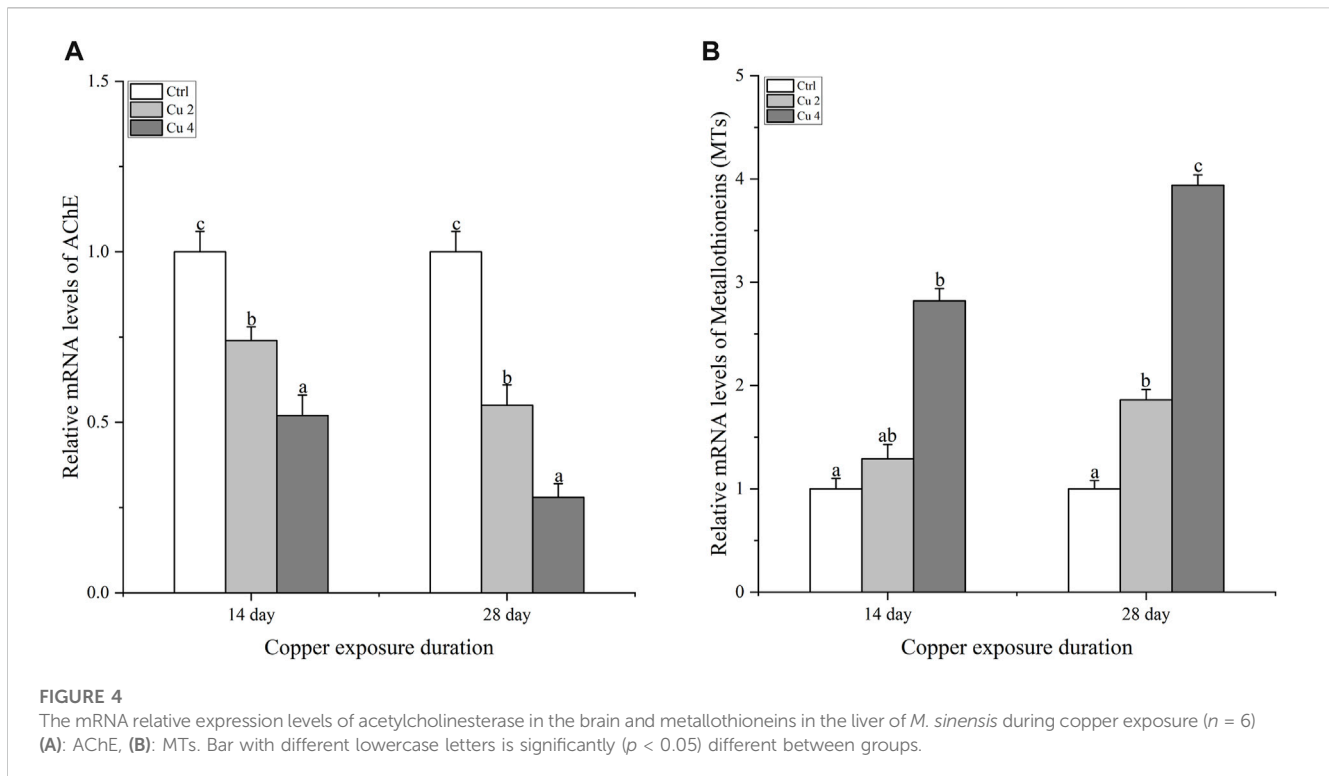 A
1.5
Ctrl
Cu 2
Cu 4
c
c
1.0
b
b
a
0.5
a
0.0
14 day
28 day
Relative mRNA levels of AChE
Copper exposure duration
B
5
Ctrl
Cu 2
Cu 4
c
4
b
3
2
b
ab
a
a
1
0
14 day
28 day
Relative mRNA levels of Metallothioneins (MTs)
Copper exposure duration
FIGURE 4
The mRNA relative expression levels of acetylcholinesterase in the brain and metallothioneins in the liver of M. sinensis during copper exposure (n = 6)
(A): AChE, (B): MTs. Bar with different lowercase letters is significantly (p < 0.05) different between groups.